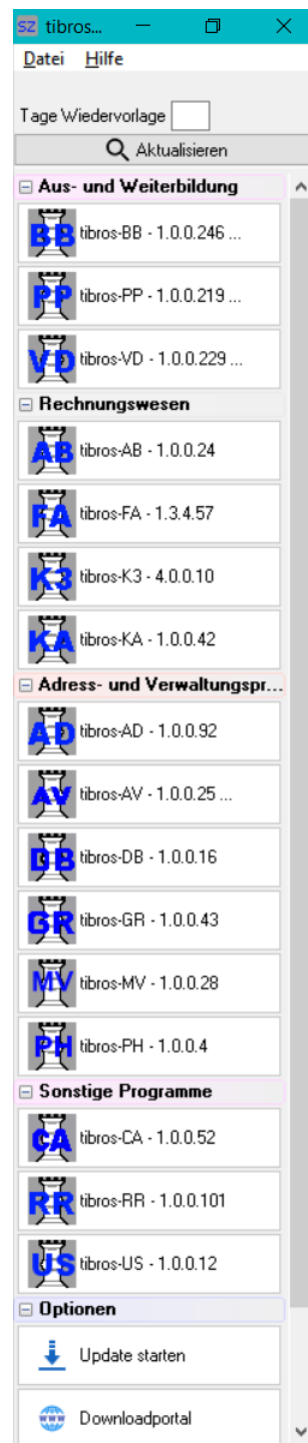 SZ tibros...
Datei Hilfe
Tage Wiedervorlage
Aktualisieren
Aus- und Weiterbildung
BB tibros-BB - 1.0.0.246 ...
PP tibros-PP - 1.0.0.219 ...
VD tibros-VD - 1.0.0.229 ...
Rechnungswesen
AB tibros-AB - 1.0.0.24
FA tibros-FA - 1.3.4.57
K3 tibros-K3 - 4.0.0.10
KA tibros-KA - 1.0.0.42
Adress- und Verwaltungspr...
AD tibros-AD - 1.0.0.92
AV tibros-AV - 1.0.0.25 ...
DB tibros-DB - 1.0.0.16
GR tibros-GR - 1.0.0.43
MV tibros-MV - 1.0.0.28
PH tibros-PH - 1.0.0.4
Sonstige Programme
CA tibros-CA - 1.0.0.52
RR tibros-RR - 1.0.0.101
US tibros-US - 1.0.0.12
Optionen
Update starten
Downloadportal